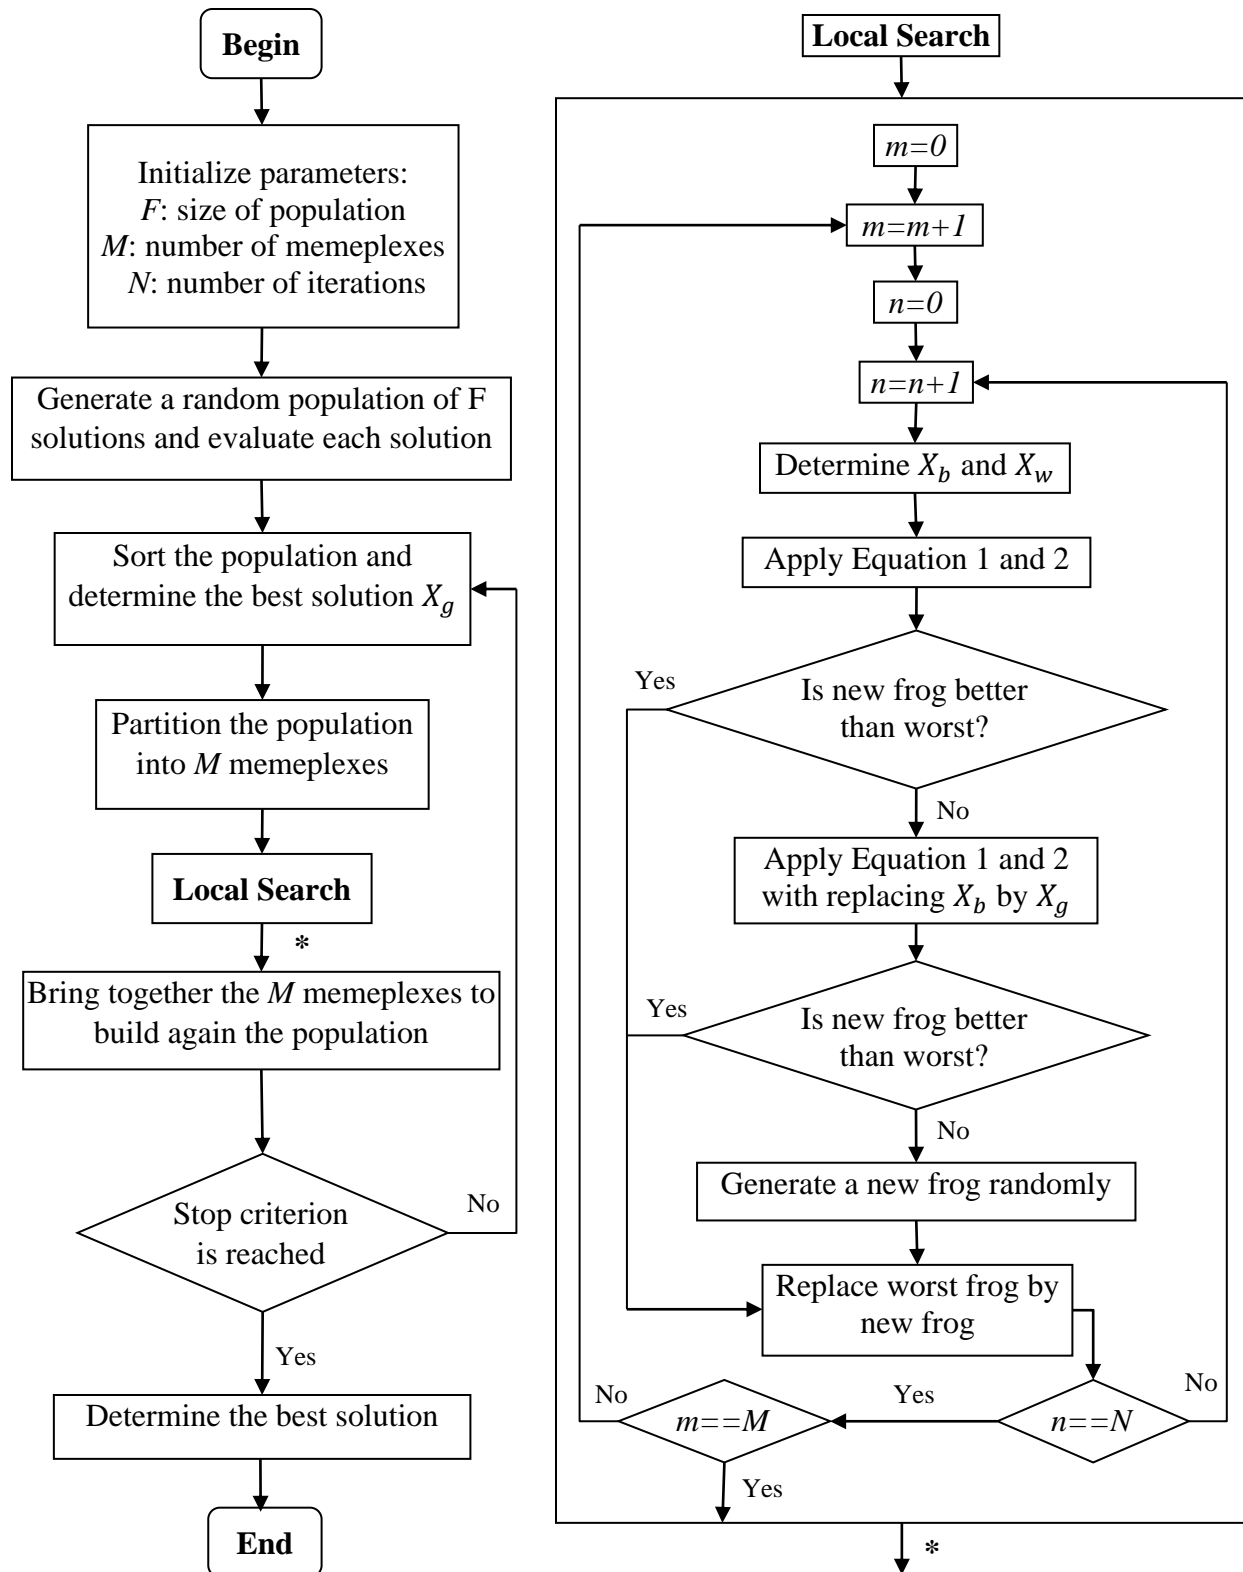 Begin
Initialize parameters:
F: size of population
M: number of memeplexes
N: number of iterations
Generate a random population of F
solutions and evaluate each solution
Sort the population and
determine the best solution X_g
Partition the population
into M memeplexes
Local Search
*
Bring together the M memeplexes to
build again the population
Stop criterion
is reached
No
Yes
Determine the best solution
End
Local Search
m=0
m=m+1
n=0
n=n+1
Determine X_b and X_w
Apply Equation 1 and 2
Yes
Is new frog better
than worst?
No
Apply Equation 1 and 2
with replacing X_b by X_g
Yes
Is new frog better
than worst?
No
Generate a new frog randomly
Replace worst frog by
new frog
No
m==M
Yes
n==N
No
Yes
*